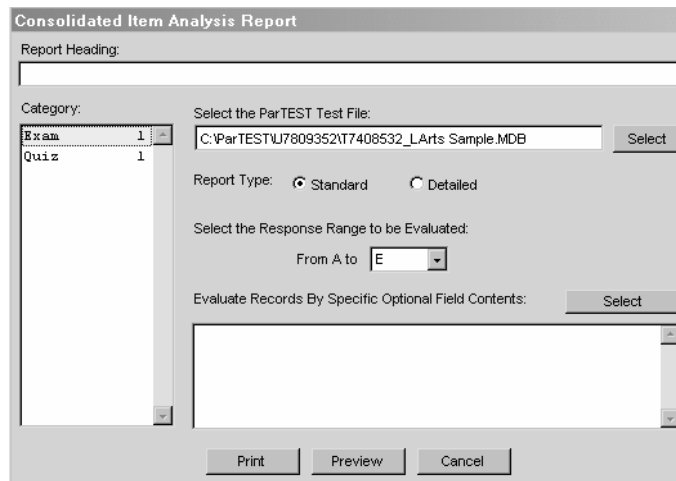 Consolidated Item Analysis Report
Report Heading:
Category:
Exam 1
Quiz 1
Select the ParTEST Test File:
C:\ParTEST\U7809352\T7408532_LArts Sample.MDB
Select
Report Type:
Standard
Detailed
Select the Response Range to be Evaluated:
From A to
E
Evaluate Records By Specific Optional Field Contents:
Select
Print
Preview
Cancel